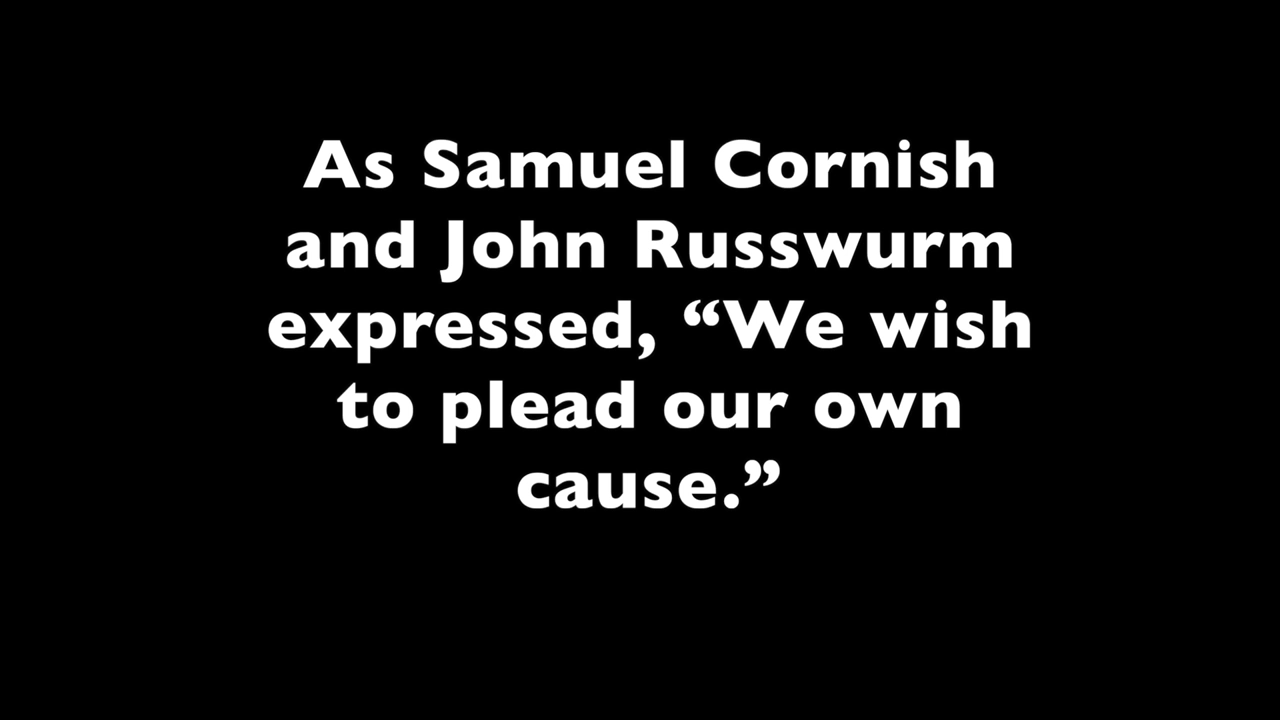 As Samuel Cornish
and John Russwurm
expressed, “We wish
to plead our own
cause.”